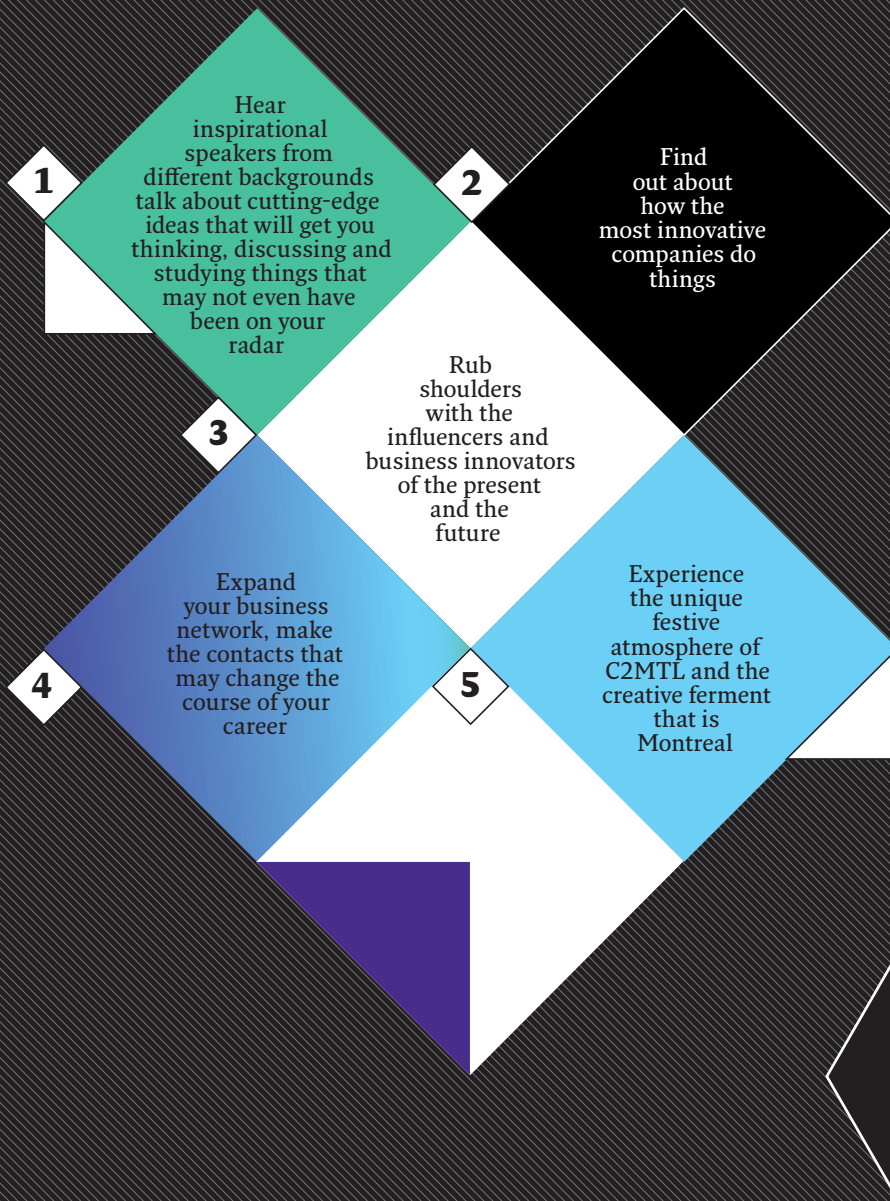 1
Hear
inspirational
speakers from
different backgrounds
talk about cutting-edge
ideas that will get you
thinking, discussing and
studying things that
may not even have
been on your
radar
2
Find
out about
how the
most innovative
companies do
things
3
Rub
shoulders
with the
influencers and
business innovators
of the present
and the
future
4
Expand
your business
network, make
the contacts that
may change the
course of your
career
5
Experience
the unique
festive
atmosphere of
C2MTL and the
creative ferment
that is
Montreal